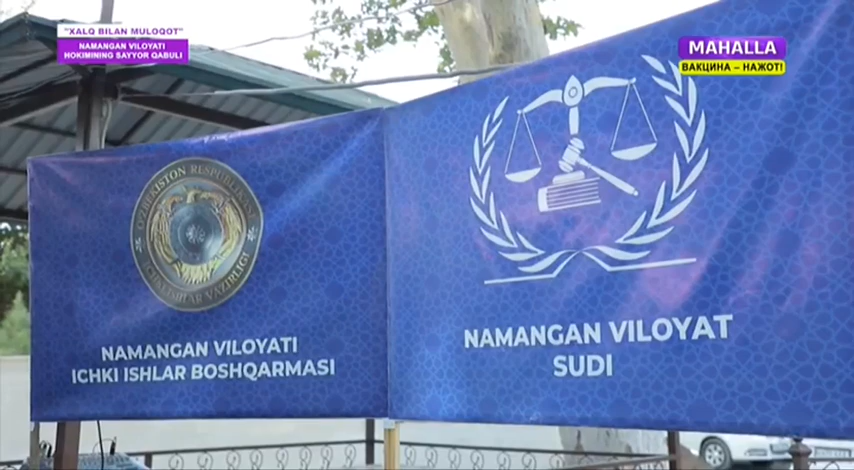 "XALQ BILAN MULOQOT"
NAMANGAN VILOYATI
HOKIMINING SAYYOR QABULI
MAHALLA
ВАКЦИНА – НАЖОТ!
O'ZBEKISTON RESPUBLIKASI
ICHKI ISHLAR VAZIRLIGI
NAMANGAN VILOYATI
ICHKI ISHLAR BOSHQARMASI
NAMANGAN VILOYAT
SUDI